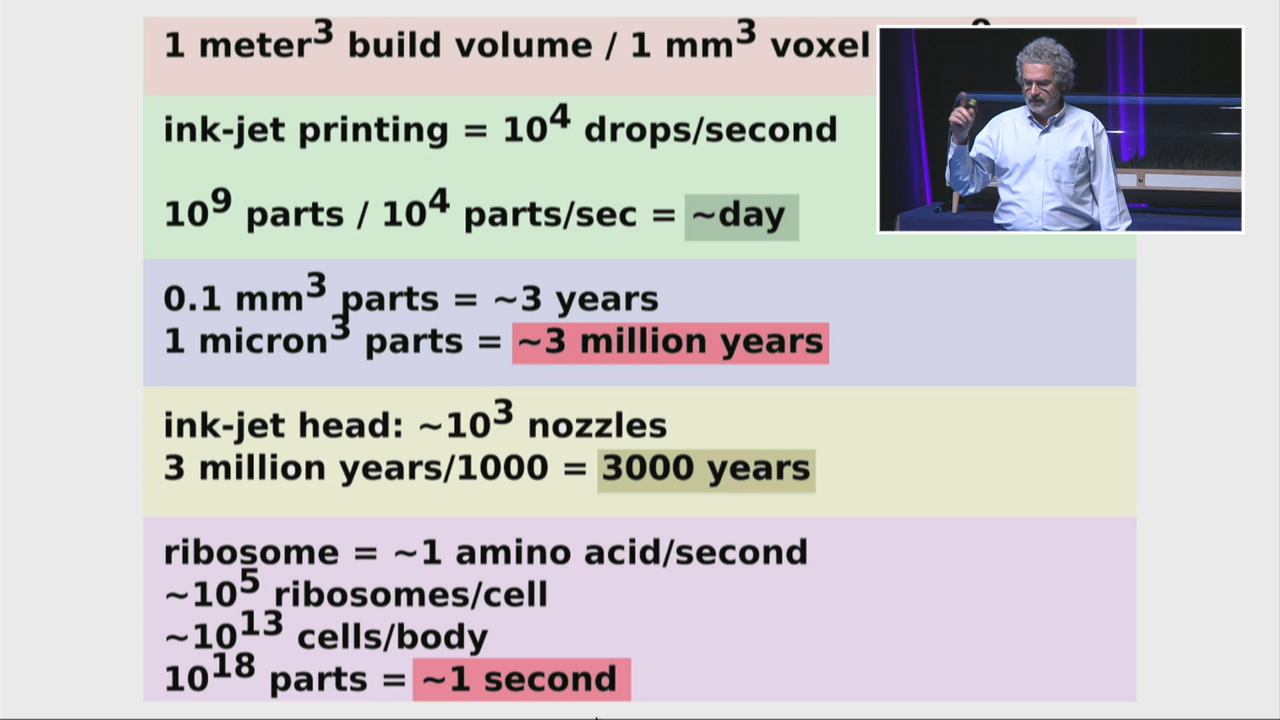 1 meter³ build volume / 1 mm³ voxel
ink-jet printing = 10⁴ drops/second
10⁹ parts / 10⁴ parts/sec = ~day
0.1 mm³ parts = ~3 years
1 micron³ parts = ~3 million years
ink-jet head: ~10³ nozzles
3 million years/1000 = 3000 years
ribosome = ~1 amino acid/second
~10⁵ ribosomes/cell
~10¹³ cells/body
10¹⁸ parts = ~1 second